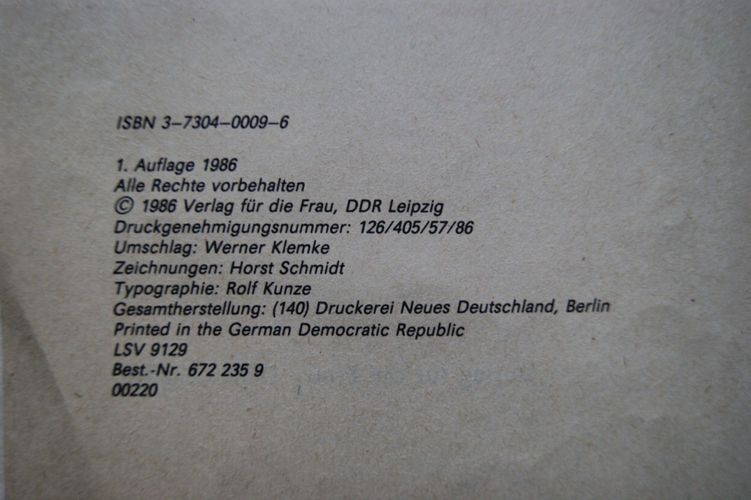 ISBN 3–7304–0009–6
1. Auflage 1986
Alle Rechte vorbehalten
© 1986 Verlag für die Frau, DDR Leipzig
Druckgenehmigungsnummer: 126/405/57/86
Umschlag: Werner Klemke
Zeichnungen: Horst Schmidt
Typographie: Rolf Kunze
Gesamtherstellung: (140) Druckerei Neues Deutschland, Berlin
Printed in the German Democratic Republic
LSV 9129
Best.-Nr. 672 235 9
00220